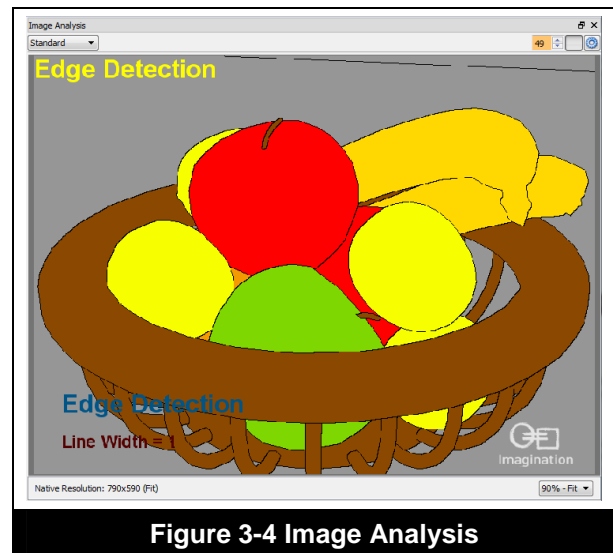 Image Analysis
Standard
49
Edge Detection
Edge Detection
Line Width = 1
Imagination
Native Resolution: 790x590 (Fit)
90% - Fit
Figure 3-4 Image Analysis